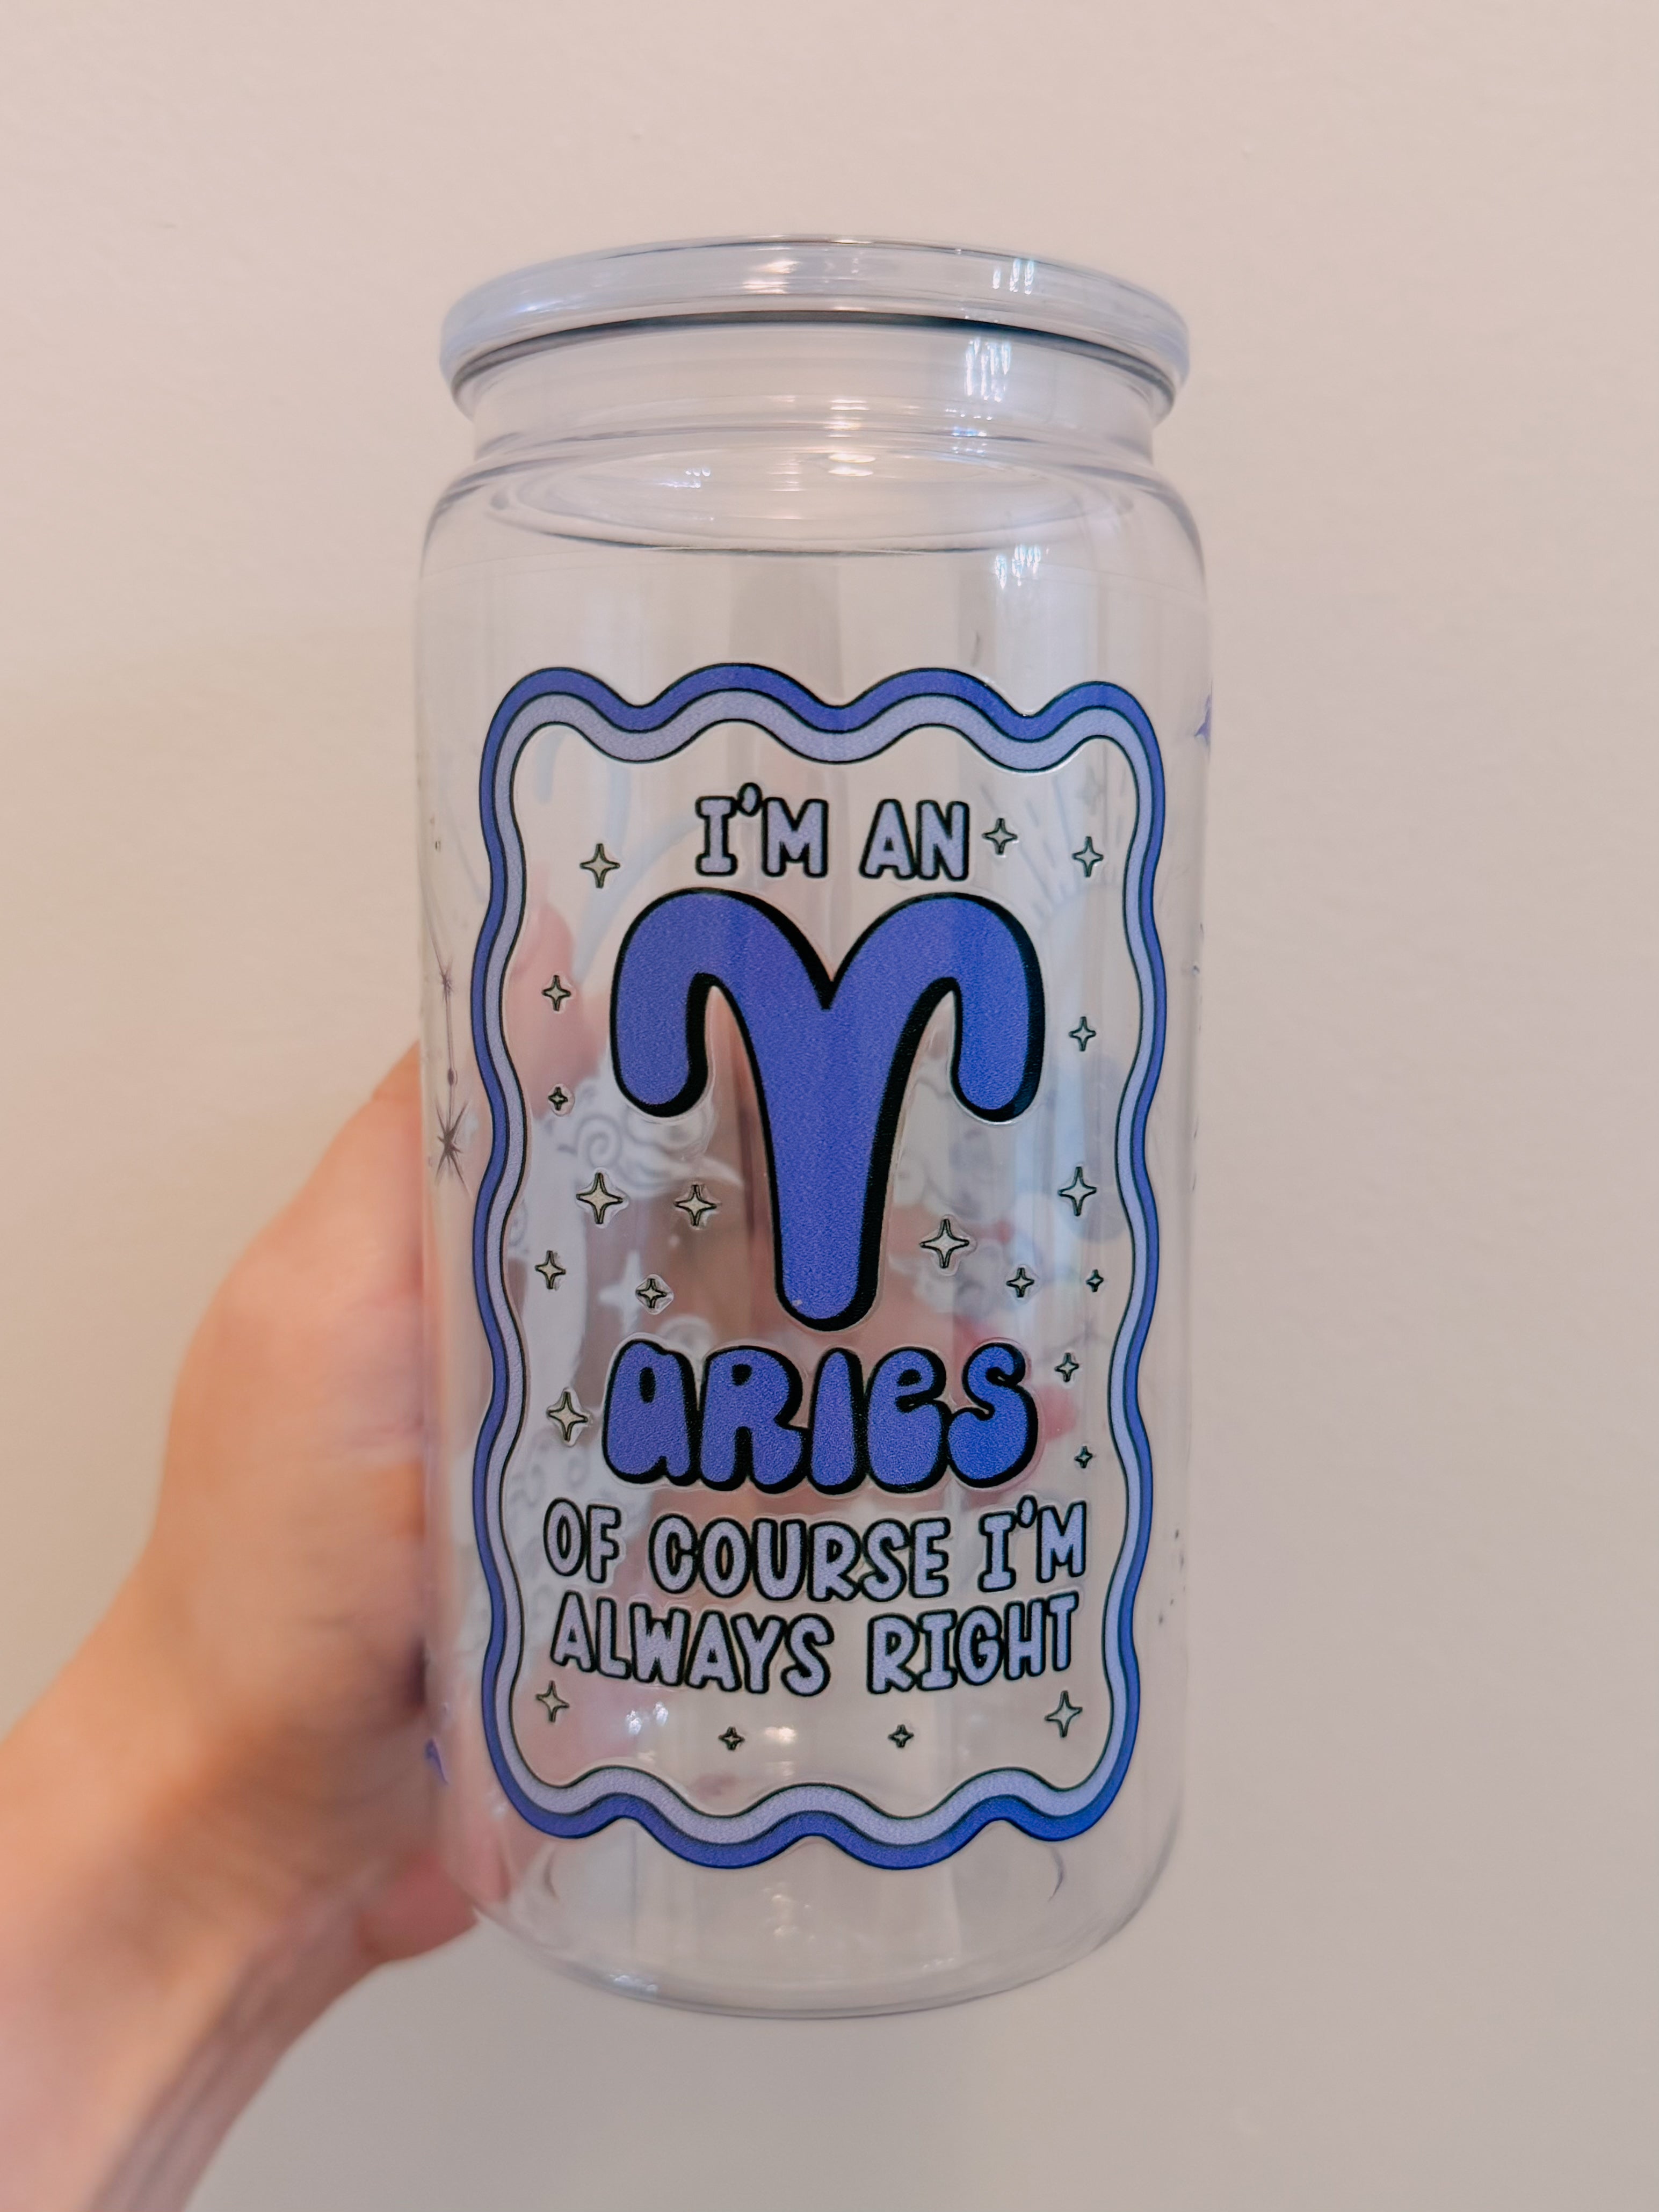 I'M AN
aRIes
OF COURSE I'M
ALWAYS RIGHT